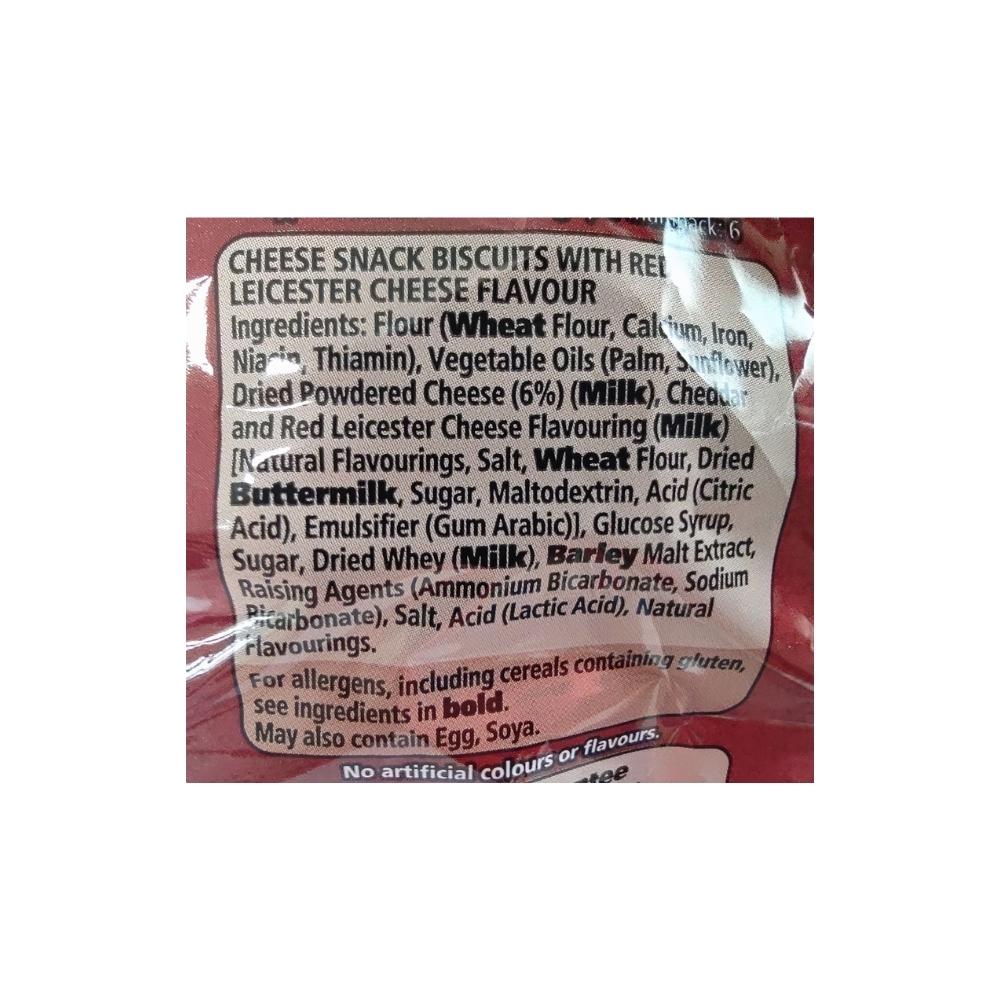 pack: 6
CHEESE SNACK BISCUITS WITH RED
LEICESTER CHEESE FLAVOUR
Ingredients: Flour (Wheat Flour, Calcium, Iron,
Niacin, Thiamin), Vegetable Oils (Palm, Sunflower),
Dried Powdered Cheese (6%) (Milk), Cheddar
and Red Leicester Cheese Flavouring (Milk)
[Natural Flavourings, Salt, Wheat Flour, Dried
Buttermilk, Sugar, Maltodextrin, Acid (Citric
Acid), Emulsifier (Gum Arabic)], Glucose Syrup,
Sugar, Dried Whey (Milk), Barley Malt Extract,
Raising Agents (Ammonium Bicarbonate, Sodium
Bicarbonate), Salt, Acid (Lactic Acid), Natural
Flavourings.
For allergens, including cereals containing gluten,
see ingredients in bold.
May also contain Egg, Soya.
No artificial colours or flavours.